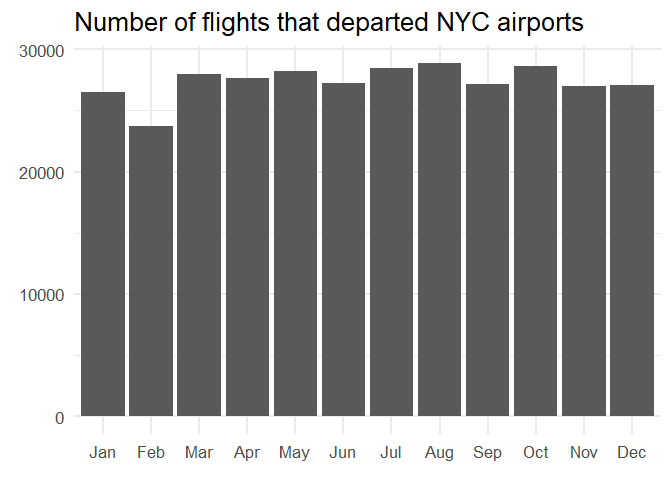 Number of flights that departed NYC airports
30000
20000
10000
0
Jan Feb Mar Apr May Jun Jul Aug Sep Oct Nov Dec